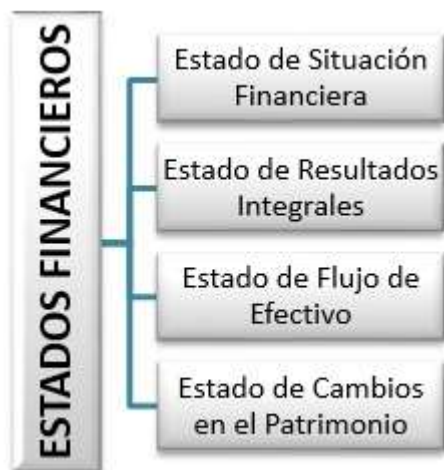 ESTADOS FINANCIEROS
Estado de Situación
Financiera
Estado de Resultados
Integrales
Estado de Flujo de
Efectivo
Estado de Cambios
en el Patrimonio